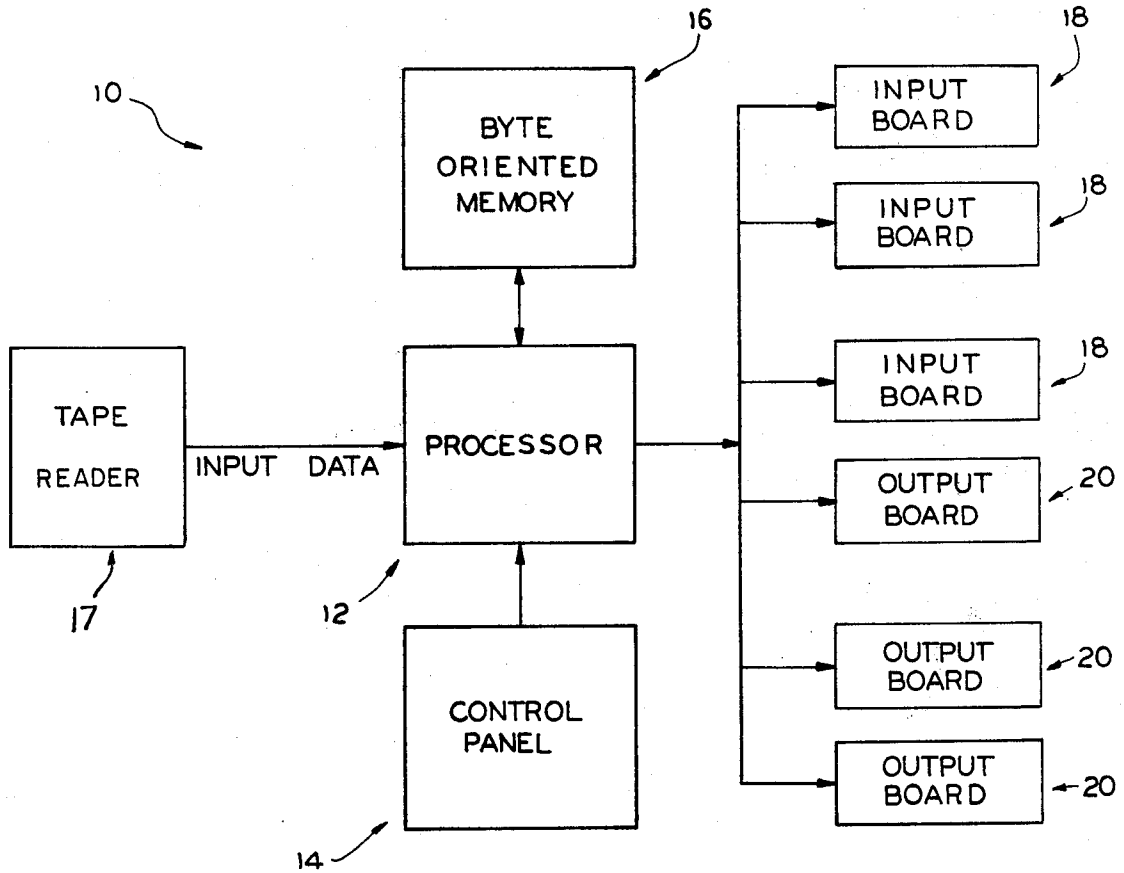 10
16
BYTE
ORIENTED
MEMORY
TAPE
READER
17
INPUT DATA
PROCESSOR
12
CONTROL
PANEL
14
INPUT
BOARD
18
INPUT
BOARD
18
INPUT
BOARD
18
OUTPUT
BOARD
20
OUTPUT
BOARD
20
OUTPUT
BOARD
20